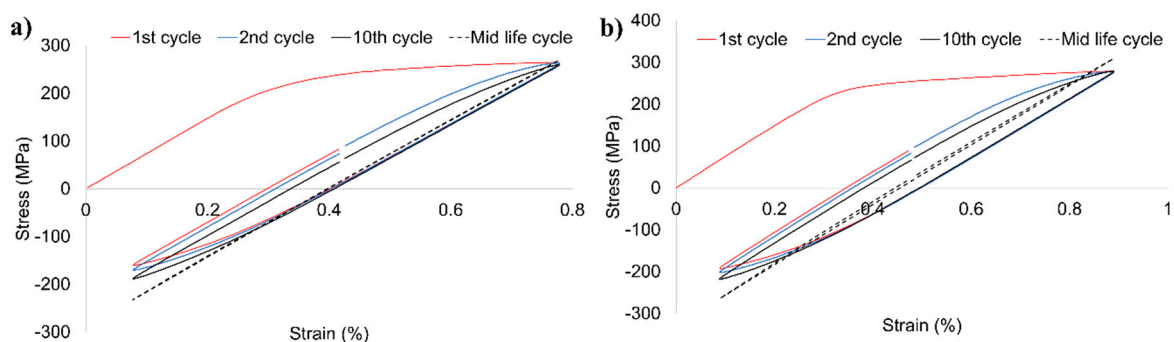 a)
1st cycle 2nd cycle 10th cycle Mid life cycle
300
200
100
0
-100
-200
-300
0 0.2 0.4 0.6 0.8
Stress (MPa)
Strain (%)
b)
1st cycle 2nd cycle 10th cycle Mid life cycle
400
300
200
100
0
-100
-200
-300
0 0.2 0.4 0.6 0.8 1
Stress (MPa)
Strain (%)